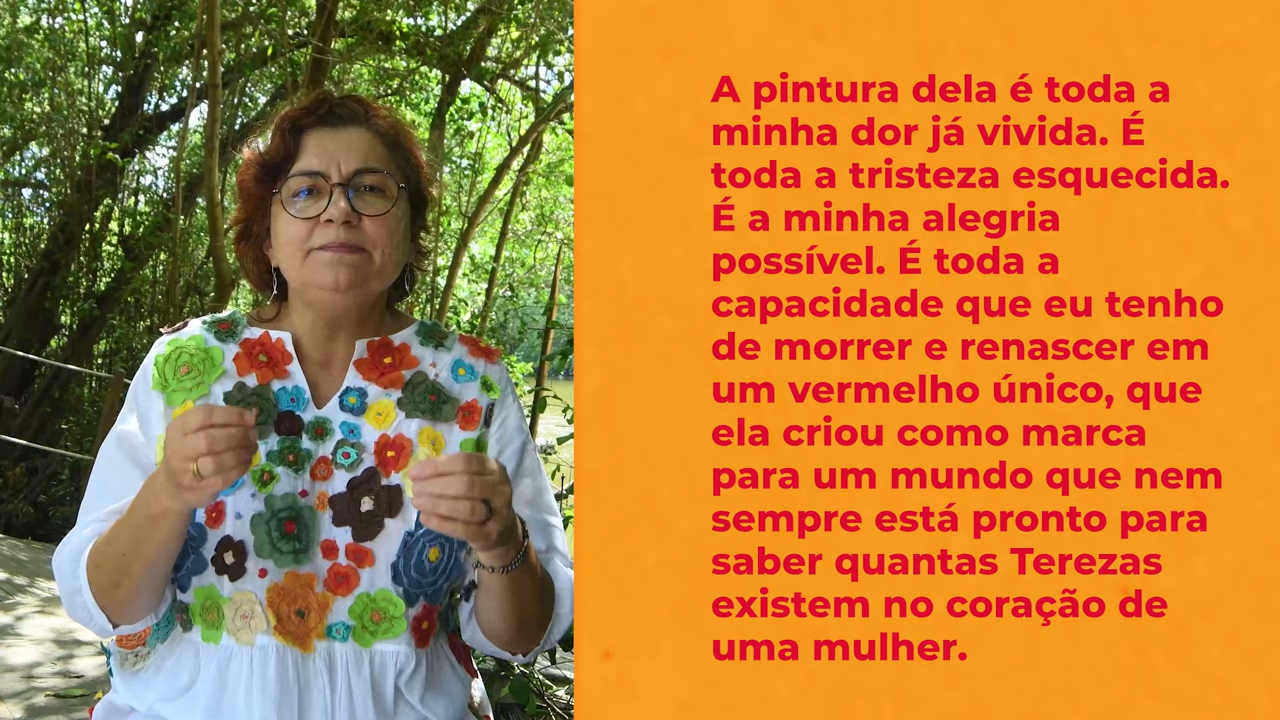 A pintura dela é toda a
minha dor já vivida. É
toda a tristeza esquecida.
É a minha alegria
possível. É toda a
capacidade que eu tenho
de morrer e renascer em
um vermelho único, que
ela criou como marca
para um mundo que nem
sempre está pronto para
saber quantas Terezas
existem no coração de
uma mulher.